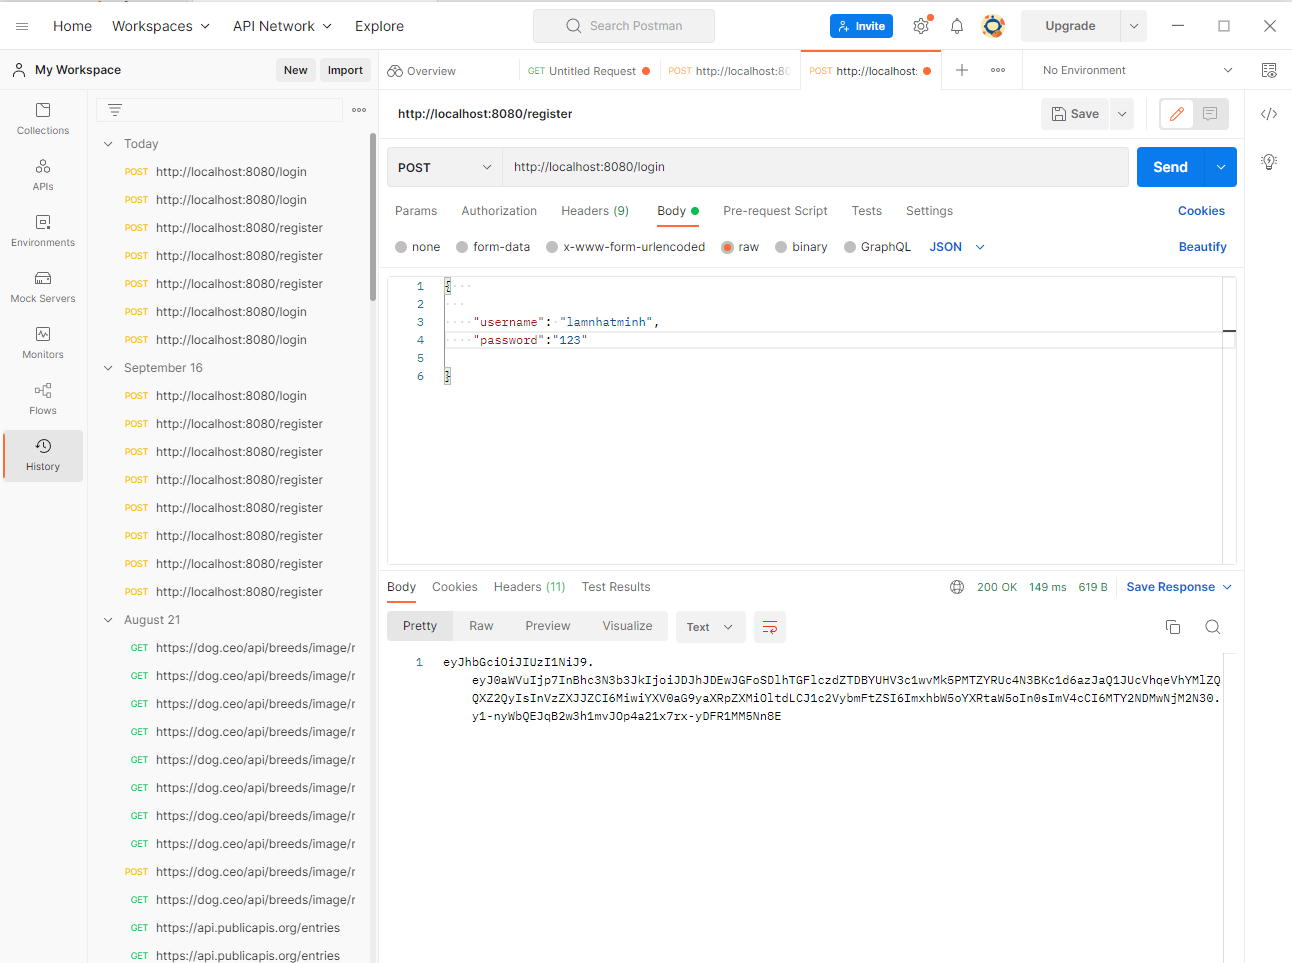 Home Workspaces API Network Explore Search Postman Invite Upgrade
My Workspace New Import Overview GET Untitled Request POST http://localhost:80 POST http://localhost: No Environment
Collections
APIs
Environments
Mock Servers
Monitors
Flows
History
Today
POST http://localhost:8080/login
POST http://localhost:8080/login
POST http://localhost:8080/register
POST http://localhost:8080/register
POST http://localhost:8080/register
POST http://localhost:8080/login
POST http://localhost:8080/login
September 16
POST http://localhost:8080/login
POST http://localhost:8080/register
POST http://localhost:8080/register
POST http://localhost:8080/register
POST http://localhost:8080/register
POST http://localhost:8080/register
POST http://localhost:8080/register
POST http://localhost:8080/register
August 21
GET https://dog.ceo/api/breeds/image/r
GET https://dog.ceo/api/breeds/image/r
GET https://dog.ceo/api/breeds/image/r
GET https://dog.ceo/api/breeds/image/r
GET https://dog.ceo/api/breeds/image/r
GET https://dog.ceo/api/breeds/image/r
GET https://dog.ceo/api/breeds/image/r
GET https://dog.ceo/api/breeds/image/r
POST https://dog.ceo/api/breeds/image/r
GET https://dog.ceo/api/breeds/image/r
GET https://api.publicapis.org/entries
GET https://api.publicapis.org/entries
http://localhost:8080/register Save
POST http://localhost:8080/login Send
Params Authorization Headers (9) Body Pre-request Script Tests Settings Cookies
none form-data x-www-form-urlencoded raw binary GraphQL JSON Beautify
1 {
2
3 "username": "lamnhatminh",
4 "password":"123"
5
6 }
Body Cookies Headers (11) Test Results 200 OK 149 ms 619 B Save Response
Pretty Raw Preview Visualize Text
1 eyJhbGciOiJIUzI1NiJ9.
eyJ0aWVuIjp7InBhc3N3b3JkIjoiJDJhJDEwJGFoSDlhTGFlczdZTDBYUHV3c1wvMk5PMTZYRUc4N3BKc1d6azJaQ1JUcVhqeVhYMlZQ
QXZ2QyIsInVzZXJJZCI6MiwiYXV0aG9yaXRpZXMiOltdLCJ1c2VybmFtZSI6ImxhbW5oYXRtaW5oIn0sImV4cCI6MTY2NDMwNjM2N30.
y1-nyWbQEJqB2w3h1mvJOp4a21x7rx-yDFR1MM5Nn8E